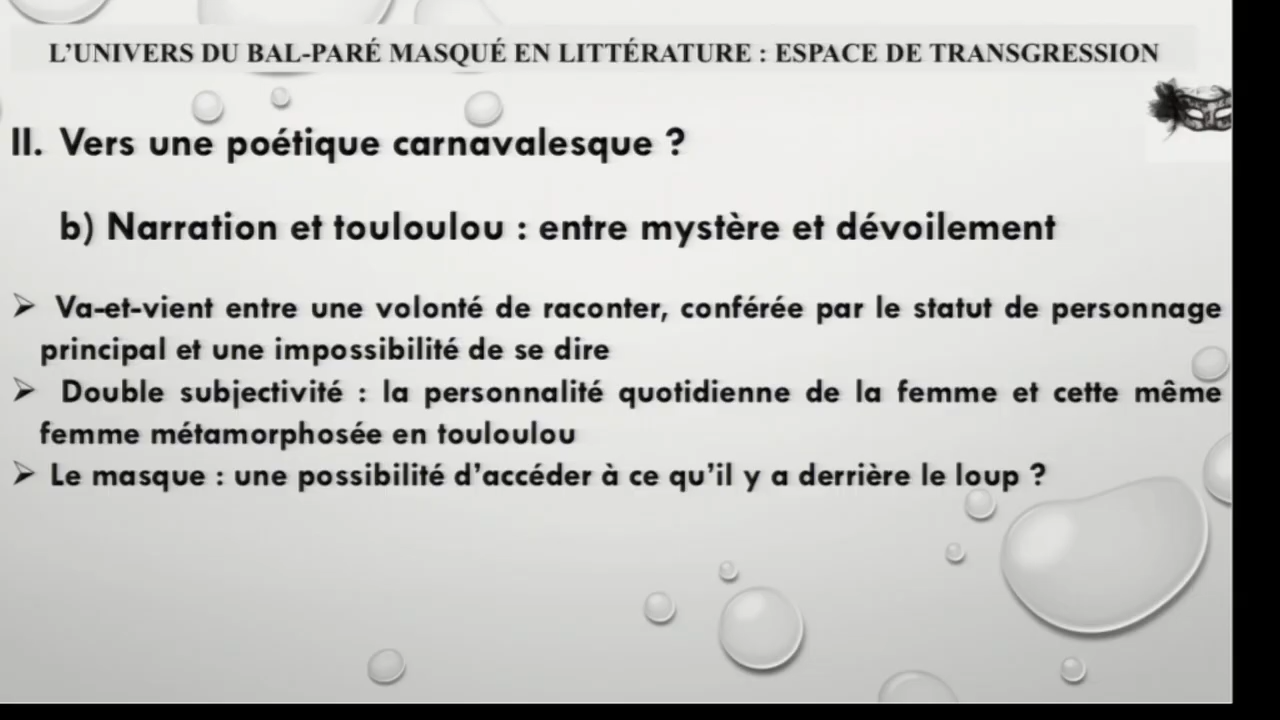 L'UNIVERS DU BAL-PARÉ MASQUÉ EN LITTÉRATURE : ESPACE DE TRANSGRESSION
II. Vers une poétique carnavalesque ?
b) Narration et touloulou : entre mystère et dévoilement
➢ Va-et-vient entre une volonté de raconter, conférée par le statut de personnage
principal et une impossibilité de se dire
➢ Double subjectivité : la personnalité quotidienne de la femme et cette même
femme métamorphosée en touloulou
➢ Le masque : une possibilité d'accéder à ce qu'il y a derrière le loup ?